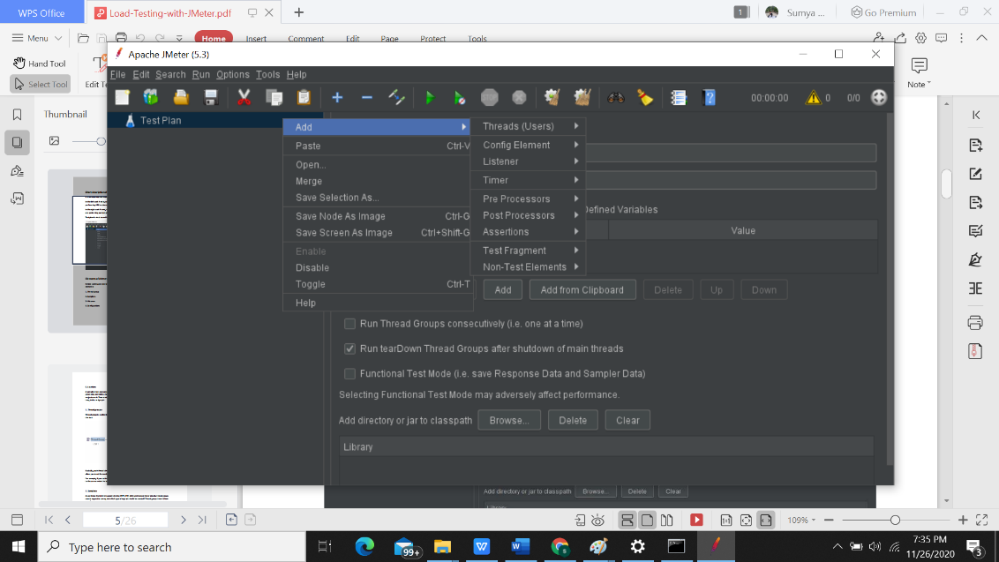 WPS Office
Load-Testing-with-JMeter.pdf
1
Sumya ...
Go Premium
Menu
Home
Insert
Comment
Edit
Page
Protect
Tools
Hand Tool
Select Tool
Edit Te
Note
Thumbnail
Apache JMeter (5.3)
File Edit Search Run Options Tools Help
00:00:00
0
0/0
Test Plan
Add
Paste Ctrl-V
Open...
Merge
Save Selection As...
Save Node As Image Ctrl-G
Save Screen As Image Ctrl+Shift-G
Enable
Disable
Toggle Ctrl-T
Help
Threads (Users)
Config Element
Listener
Timer
Pre Processors
Post Processors
Assertions
Test Fragment
Non-Test Elements
Defined Variables
Value
Add
Add from Clipboard
Delete
Up
Down
Run Thread Groups consecutively (i.e. one at a time)
Run tearDown Thread Groups after shutdown of main threads
Functional Test Mode (i.e. save Response Data and Sampler Data)
Selecting Functional Test Mode may adversely affect performance.
Add directory or jar to classpath Browse... Delete Clear
Library
Add directory or jar to classpath Browse... Delete Clear
5/26
109%
Type here to search
99+
7:35 PM
11/26/2020
3